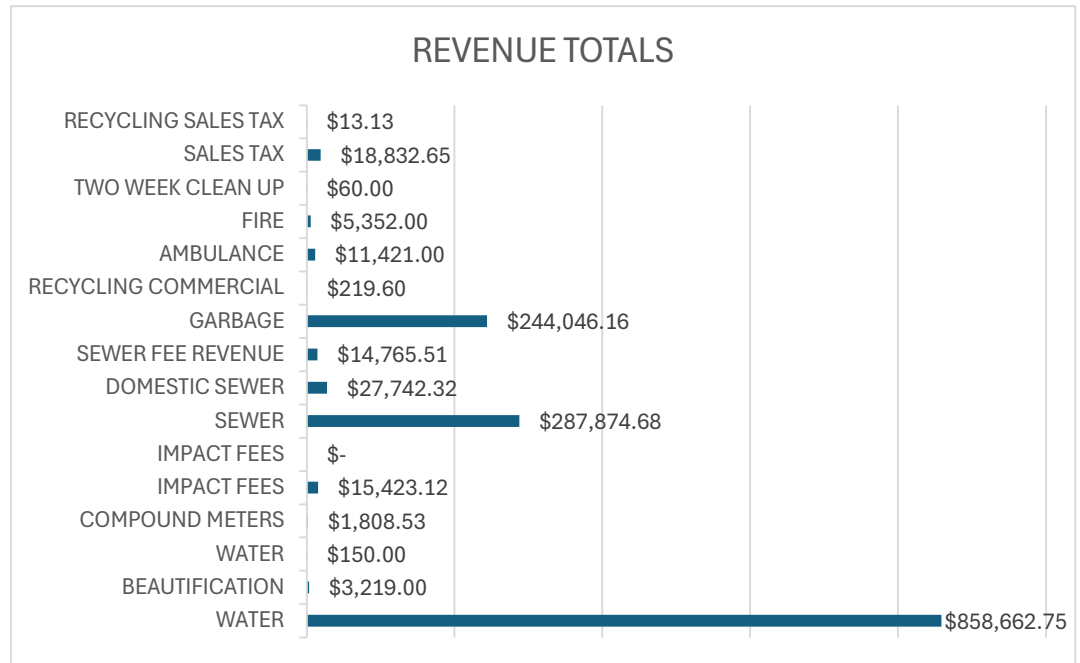 REVENUE TOTALS
RECYCLING SALES TAX $13.13
SALES TAX $18,832.65
TWO WEEK CLEAN UP $60.00
FIRE $5,352.00
AMBULANCE $11,421.00
RECYCLING COMMERCIAL $219.60
GARBAGE $244,046.16
SEWER FEE REVENUE $14,765.51
DOMESTIC SEWER $27,742.32
SEWER $287,874.68
IMPACT FEES $-
IMPACT FEES $15,423.12
COMPOUND METERS $1,808.53
WATER $150.00
BEAUTIFICATION $3,219.00
WATER $858,662.75